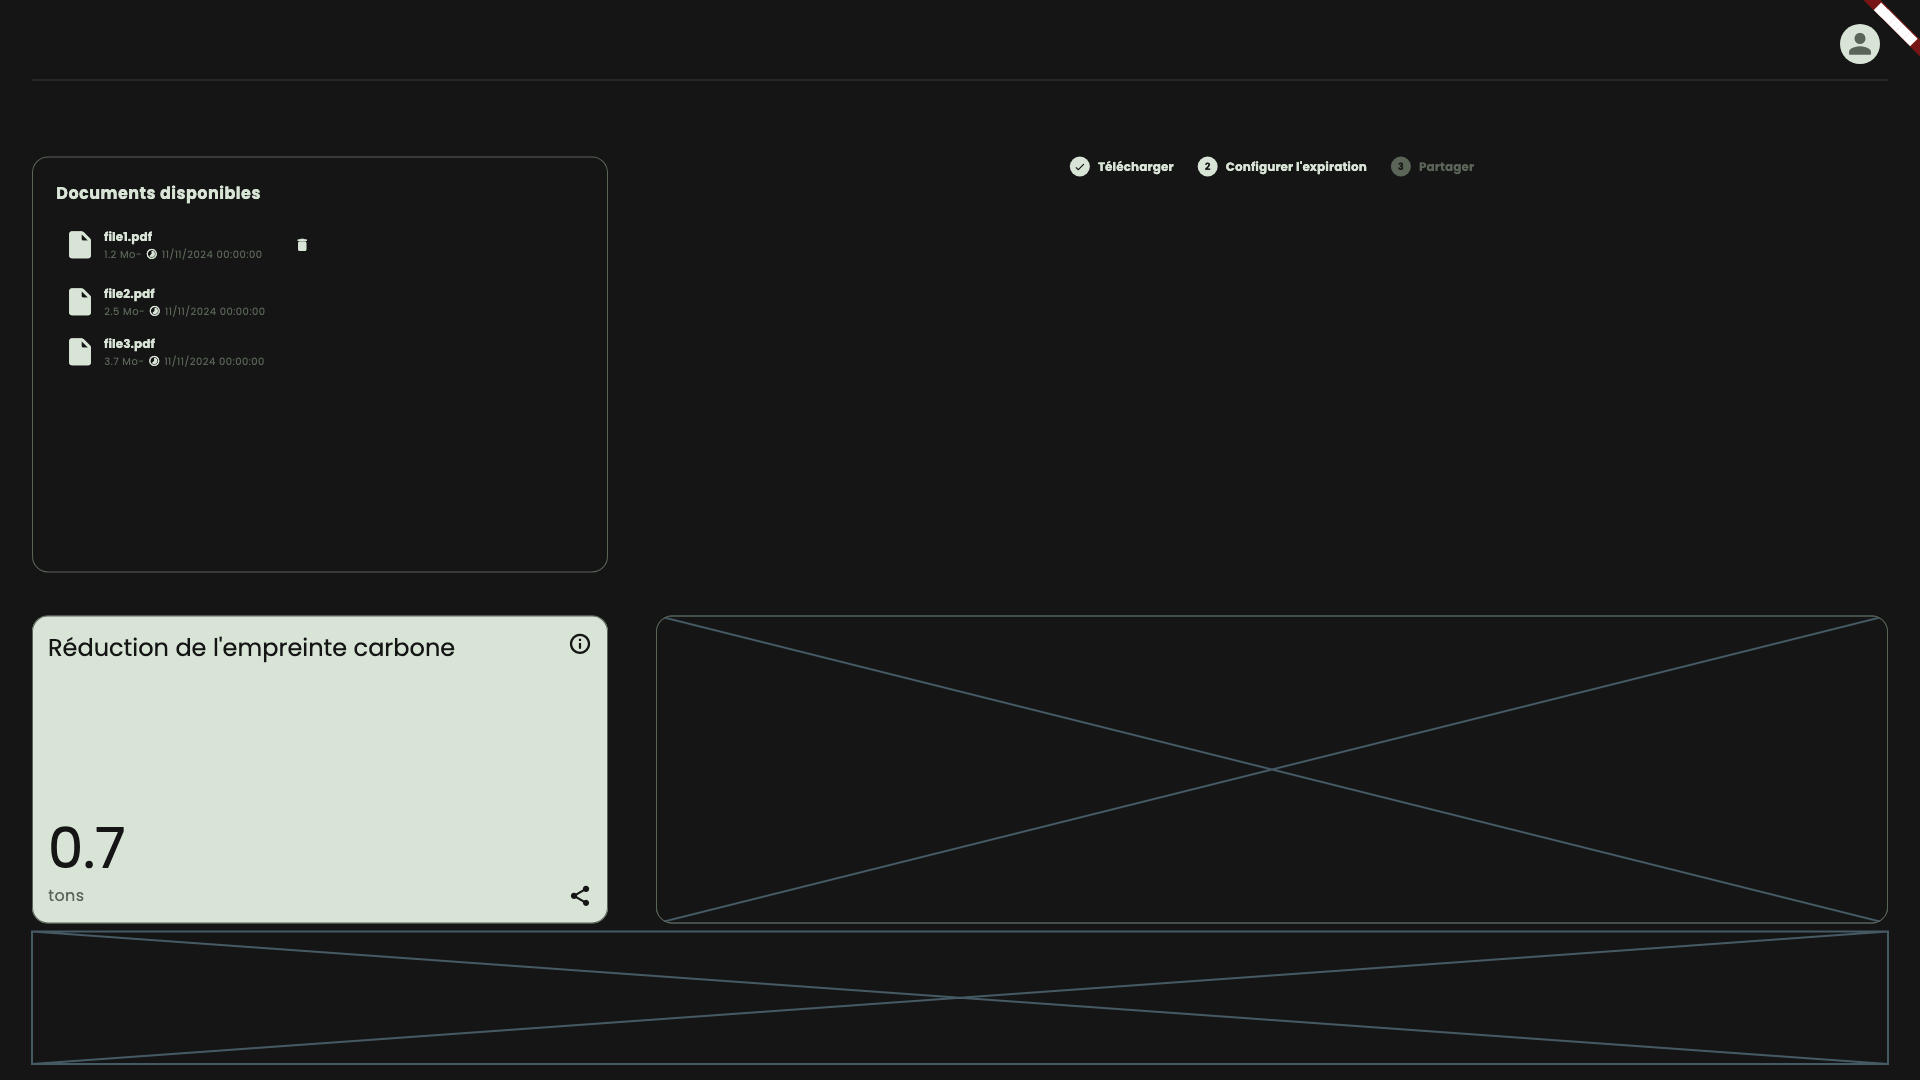 Documents disponibles
file1.pdf
1.2 Mo- 11/11/2024 00:00:00
file2.pdf
2.5 Mo- 11/11/2024 00:00:00
file3.pdf
3.7 Mo- 11/11/2024 00:00:00
Télécharger 2 Configurer l'expiration 3 Partager
Réduction de l'empreinte carbone
0.7
tons